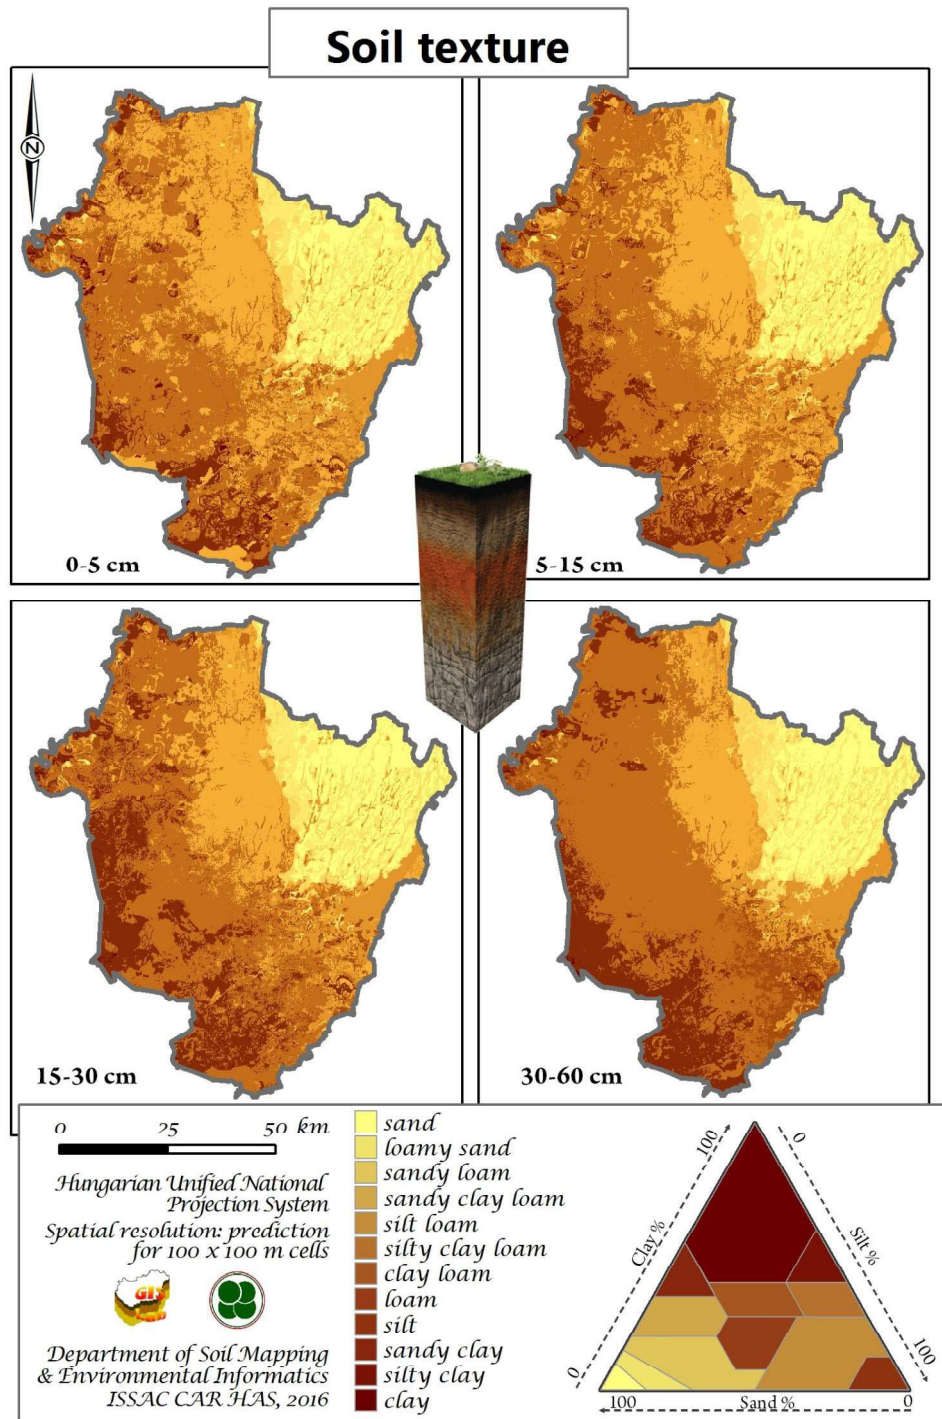 Soil texture
N
0-5 cm
5-15 cm
15-30 cm
30-60 cm
0 25 50 km
Hungarian Unified National
Projection System
Spatial resolution: prediction
for 100 x 100 m cells
GIS
Department of Soil Mapping
& Environmental Informatics
ISSAC CAR HAS, 2016
sand
loamy sand
sandy loam
sandy clay loam
silt loam
silty clay loam
clay loam
loam
silt
sandy clay
silty clay
clay
100
0
Clay %
Silt %
0
100
100 Sand % 0